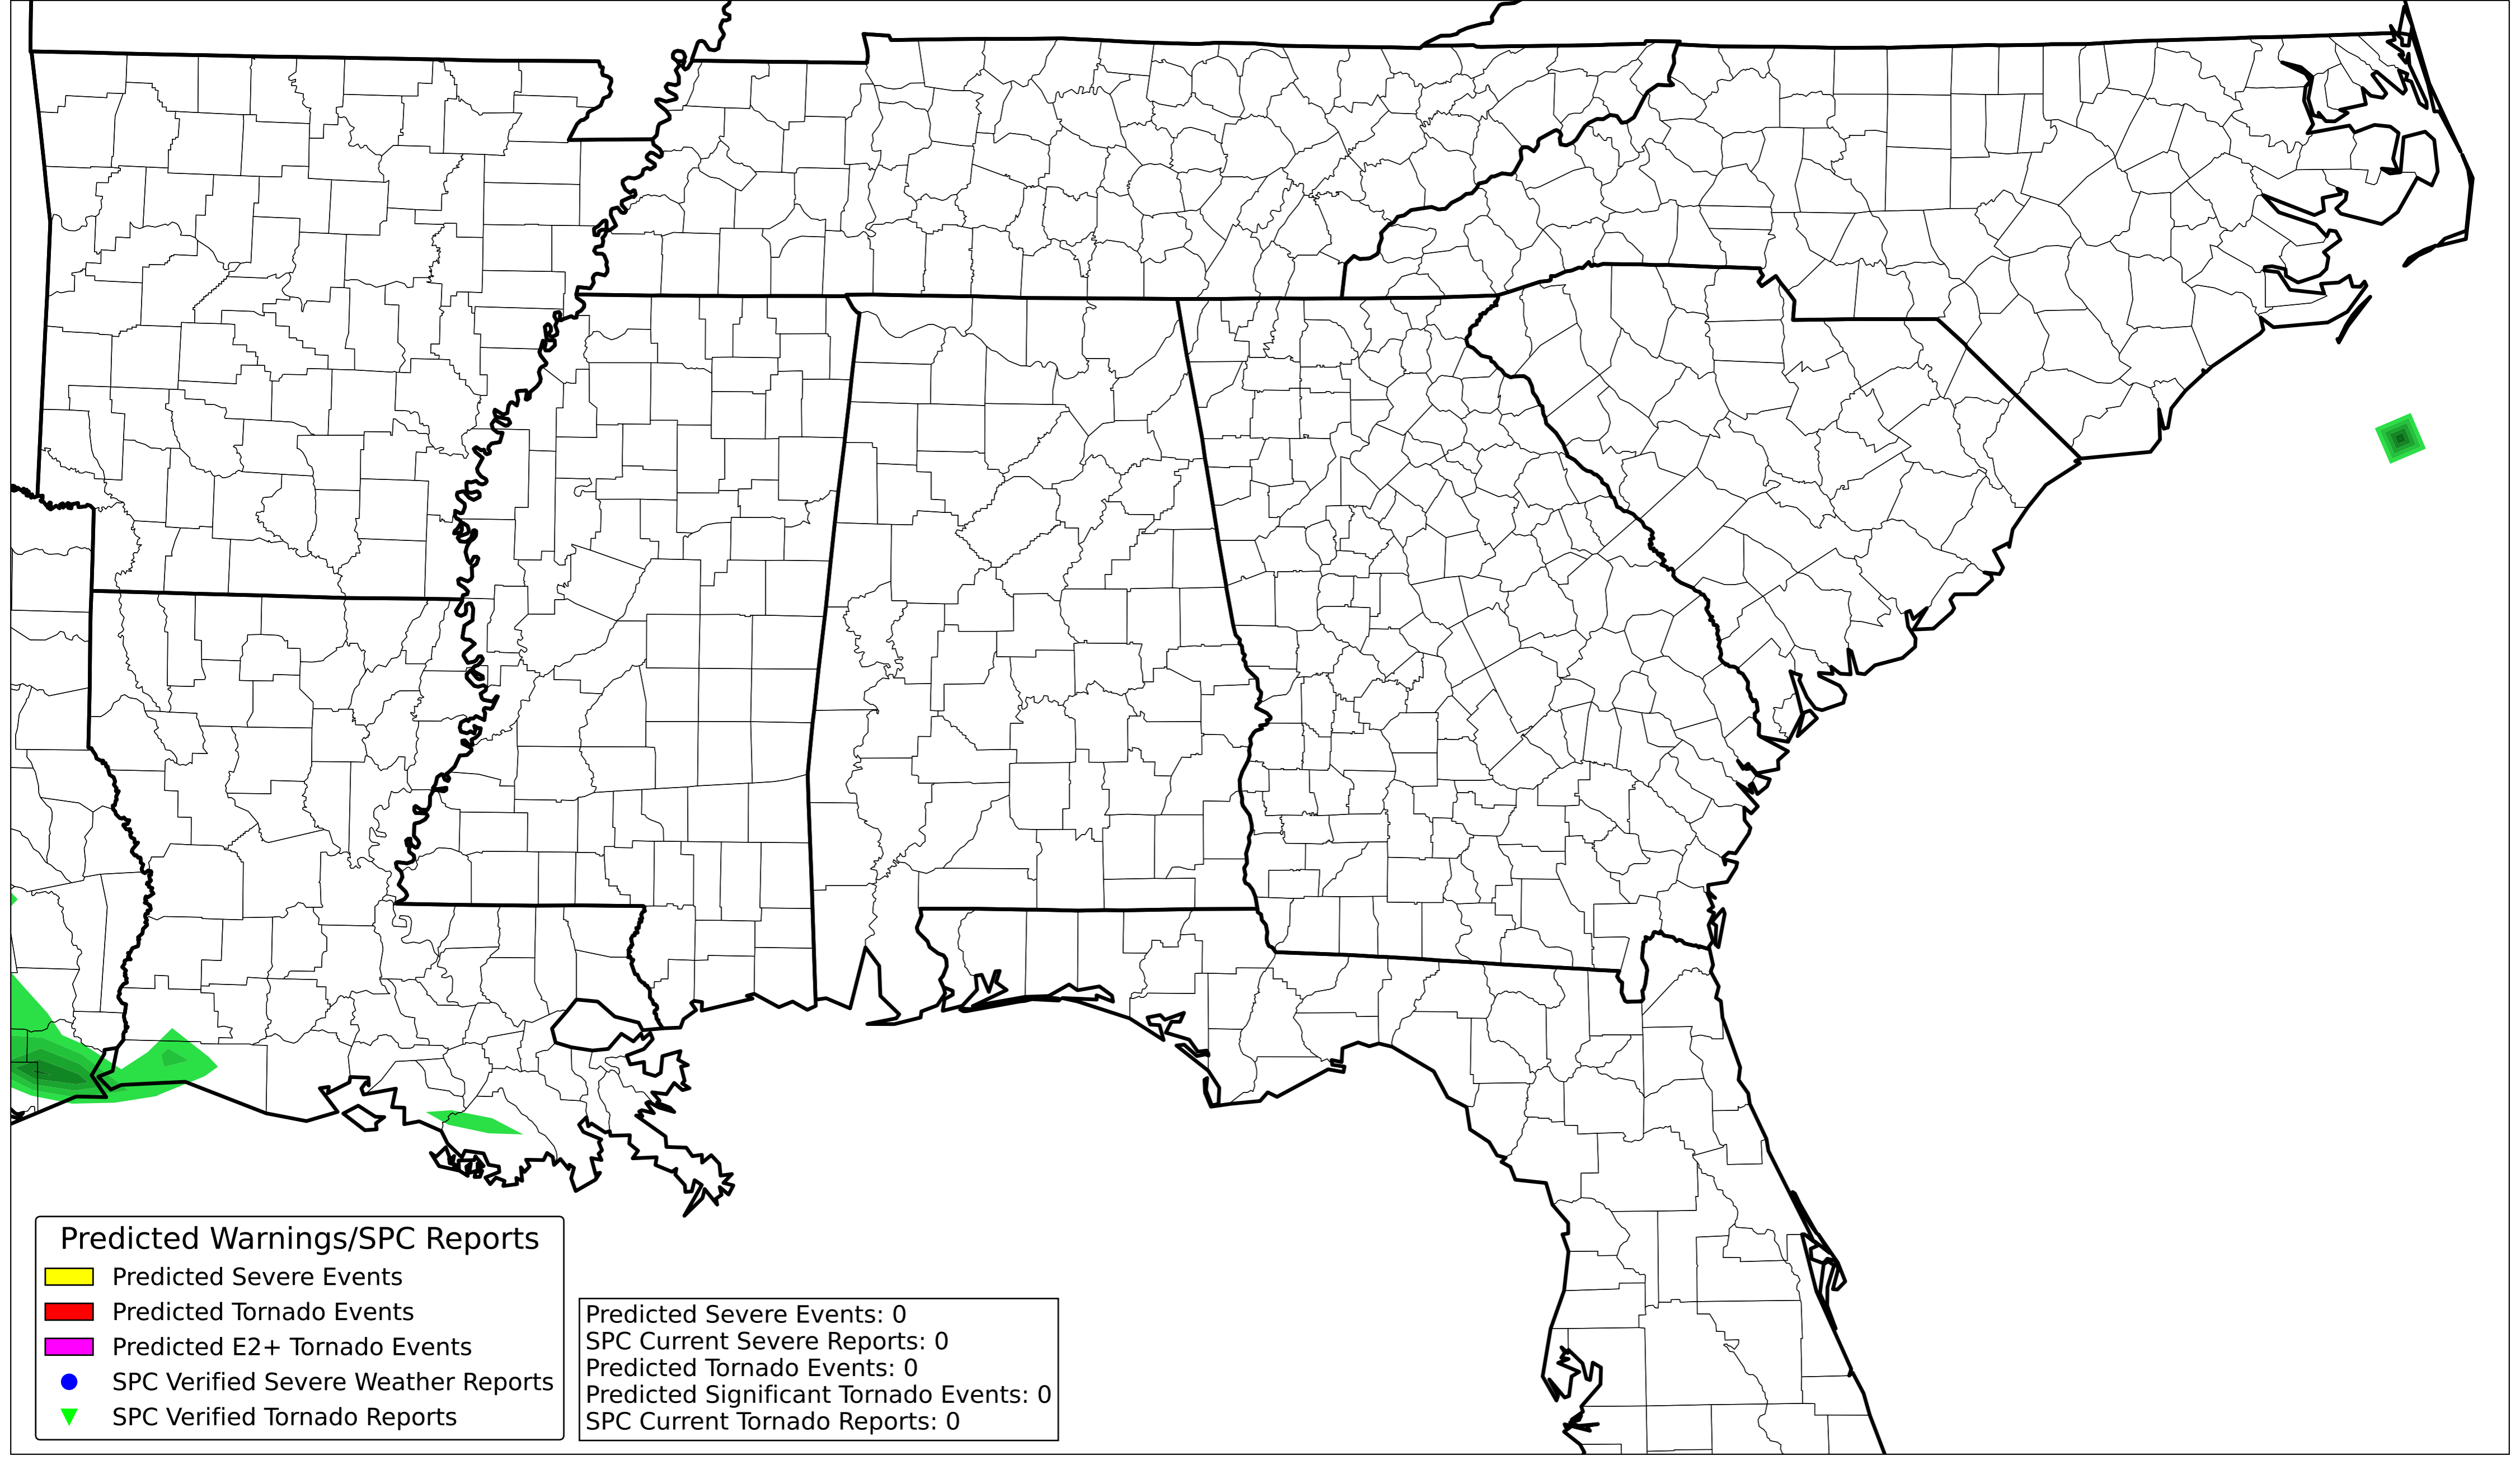 Predicted Warnings/SPC Reports
Predicted Severe Events
Predicted Tornado Events
Predicted E2+ Tornado Events
SPC Verified Severe Weather Reports
SPC Verified Tornado Reports
Predicted Severe Events: 0
SPC Current Severe Reports: 0
Predicted Tornado Events: 0
Predicted Significant Tornado Events: 0
SPC Current Tornado Reports: 0